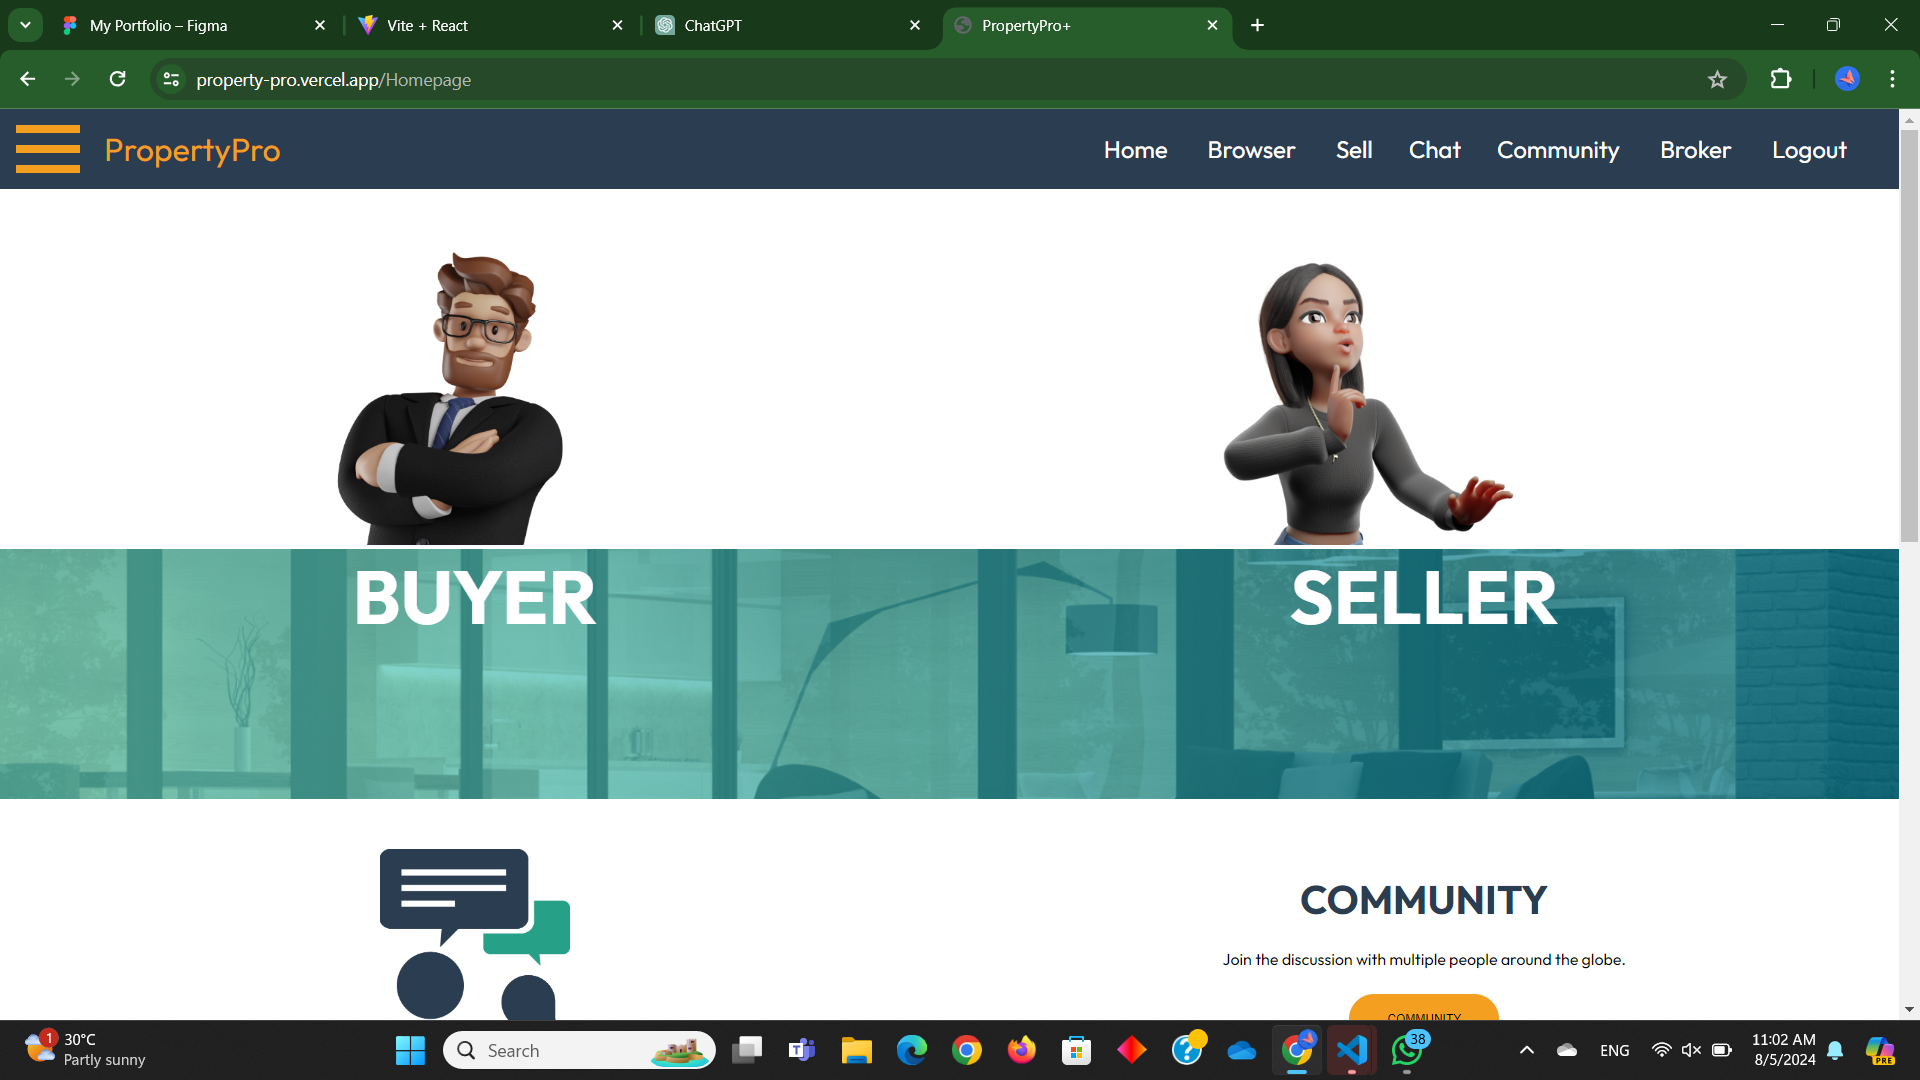 My Portfolio – Figma
Vite + React
ChatGPT
PropertyPro+
property-pro.vercel.app/Homepage
PropertyPro
Home Browser Sell Chat Community Broker Logout
BUYER
SELLER
COMMUNITY
Join the discussion with multiple people around the globe.
COMMUNITY
1
30°C
Partly sunny
Search
38
ENG
11:02 AM
8/5/2024
PRE